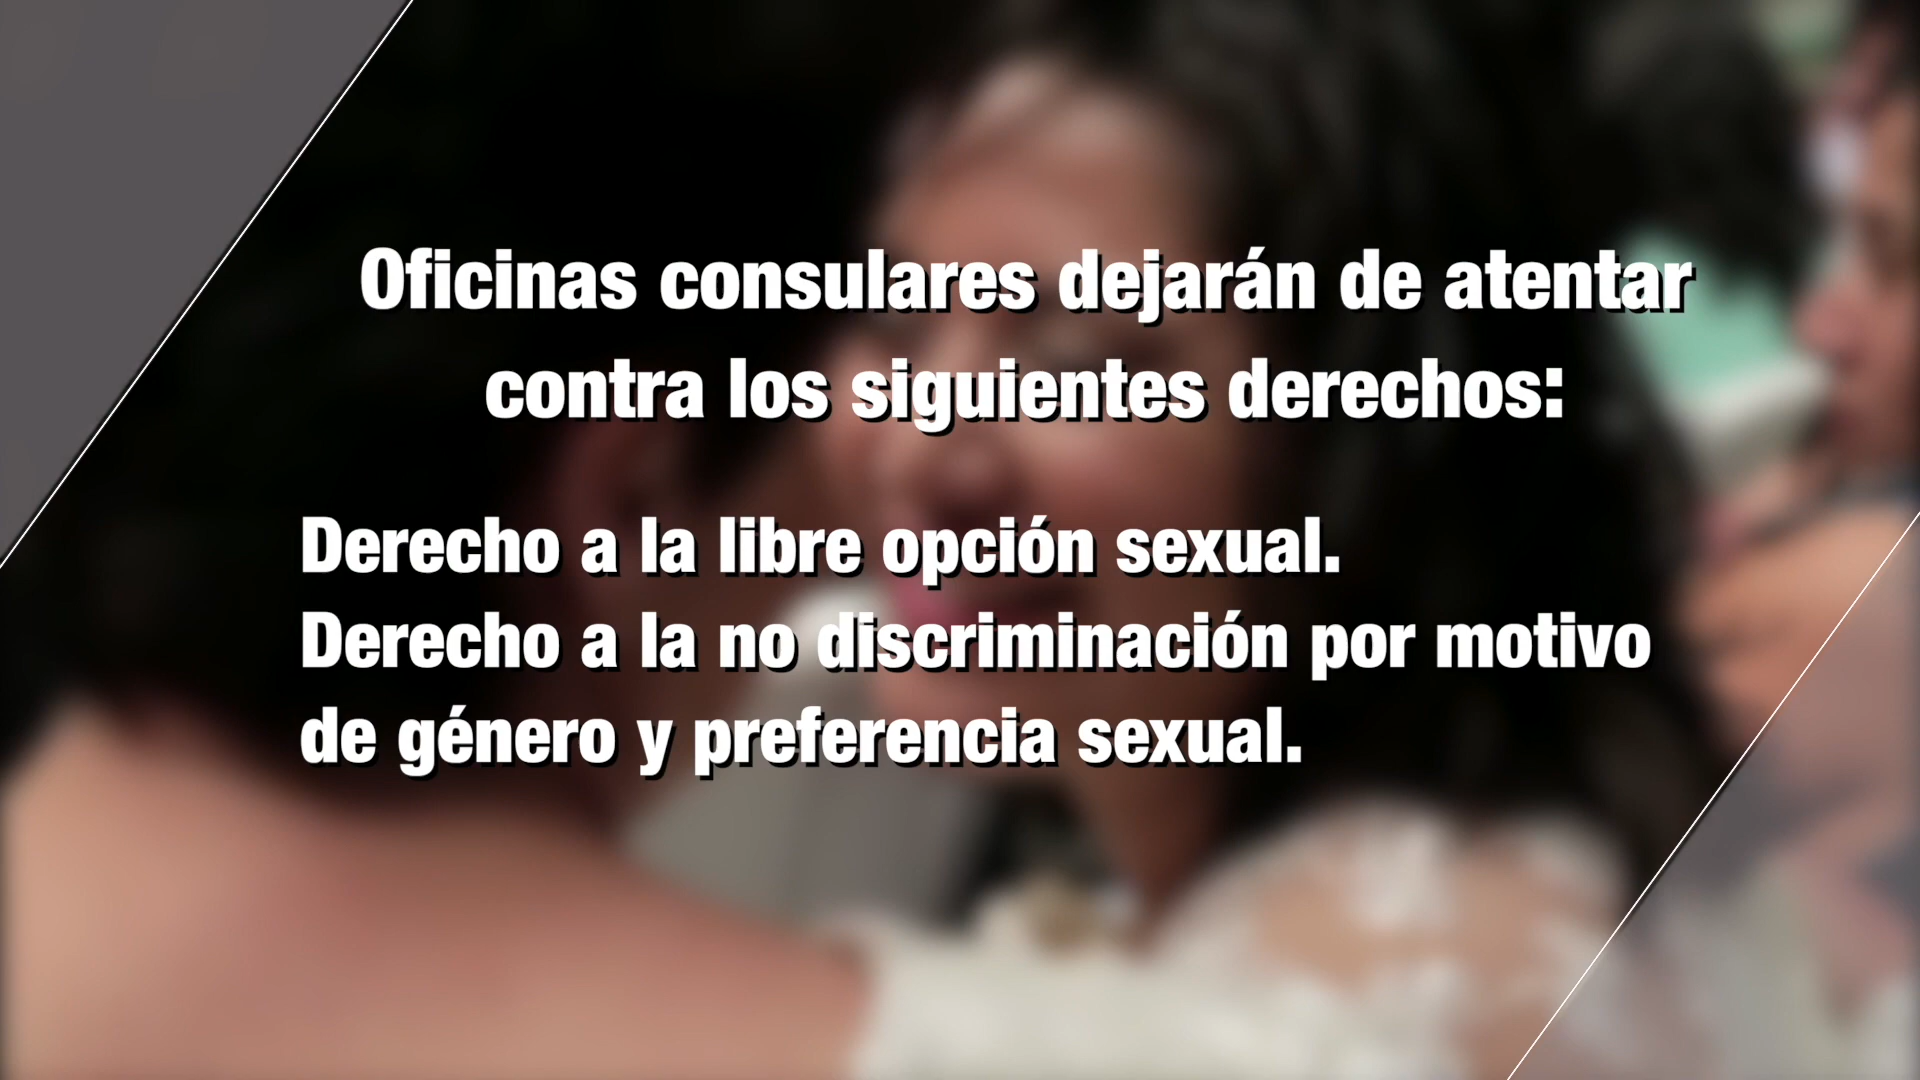 Oficinas consulares dejarán de atentar
contra los siguientes derechos:
Derecho a la libre opción sexual.
Derecho a la no discriminación por motivo
de género y preferencia sexual.